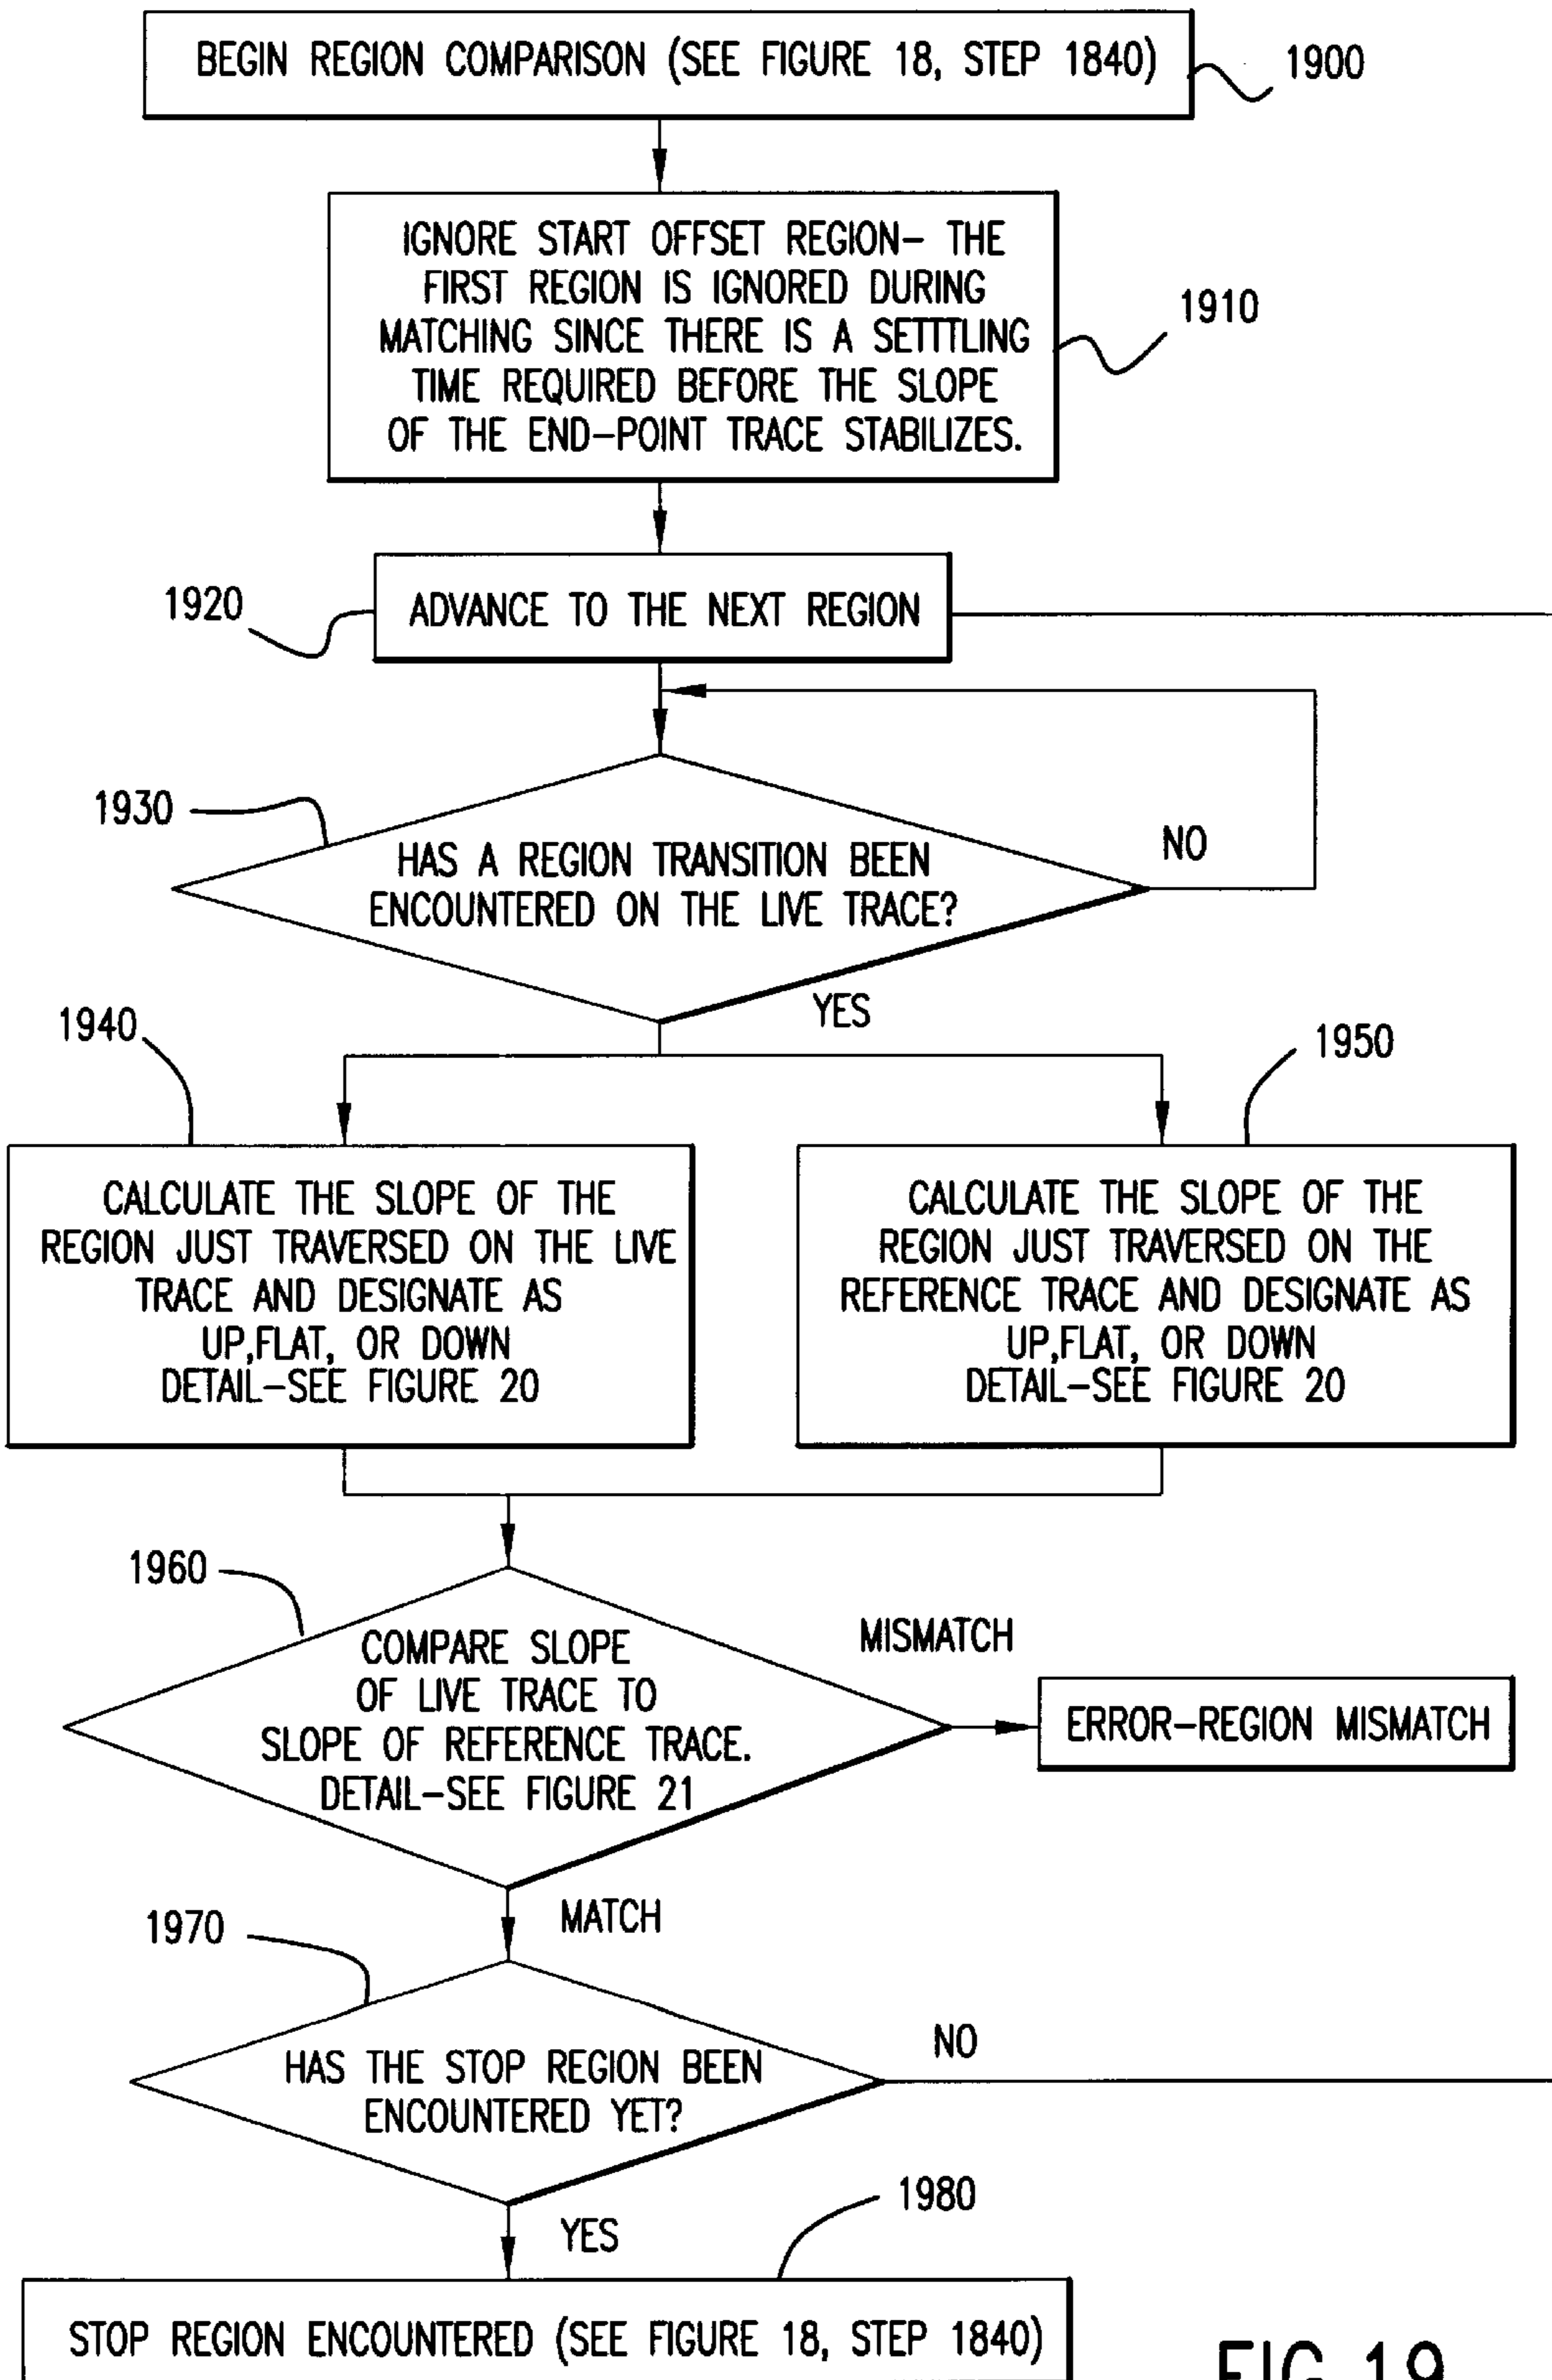 BEGIN REGION COMPARISON (SEE FIGURE 18, STEP 1840)
1900
IGNORE START OFFSET REGION- THE
FIRST REGION IS IGNORED DURING
MATCHING SINCE THERE IS A SETTTLING
TIME REQUIRED BEFORE THE SLOPE
OF THE END-POINT TRACE STABILIZES.
1910
1920
ADVANCE TO THE NEXT REGION
1930
HAS A REGION TRANSITION BEEN
ENCOUNTERED ON THE LIVE TRACE?
NO
YES
1940
1950
CALCULATE THE SLOPE OF THE
REGION JUST TRAVERSED ON THE LIVE
TRACE AND DESIGNATE AS
UP,FLAT, OR DOWN
DETAIL-SEE FIGURE 20
CALCULATE THE SLOPE OF THE
REGION JUST TRAVERSED ON THE
REFERENCE TRACE AND DESIGNATE AS
UP,FLAT, OR DOWN
DETAIL-SEE FIGURE 20
1960
COMPARE SLOPE
OF LIVE TRACE TO
SLOPE OF REFERENCE TRACE.
DETAIL-SEE FIGURE 21
MISMATCH
ERROR-REGION MISMATCH
MATCH
1970
HAS THE STOP REGION BEEN
ENCOUNTERED YET?
NO
YES
1980
STOP REGION ENCOUNTERED (SEE FIGURE 18, STEP 1840)
FIG.19